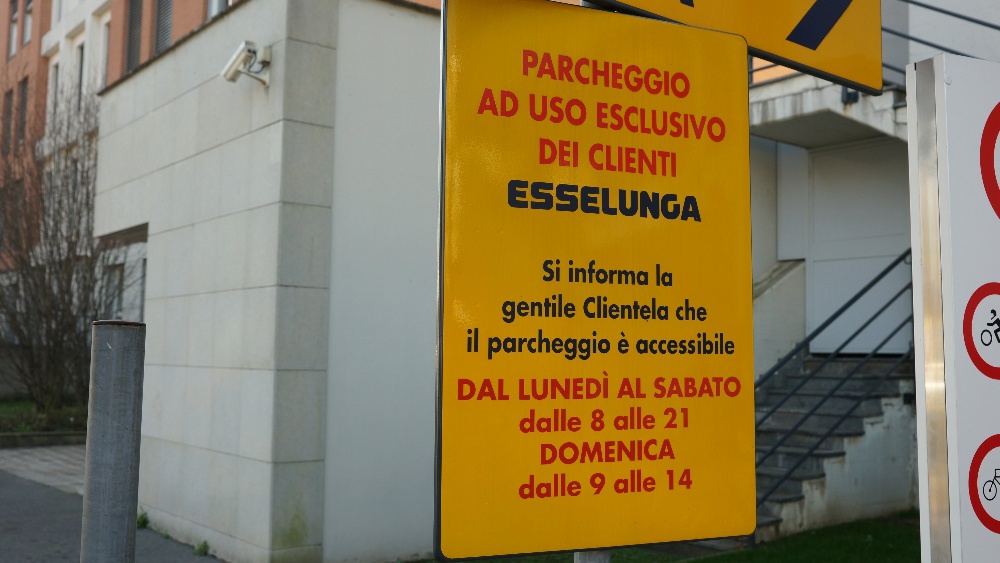 PARCHEGGIO
AD USO ESCLUSIVO
DEI CLIENTI
ESSELUNGA
Si informa la
gentile Clientela che
il parcheggio è accessibile
DAL LUNEDÌ AL SABATO
dalle 8 alle 21
DOMENICA
dalle 9 alle 14